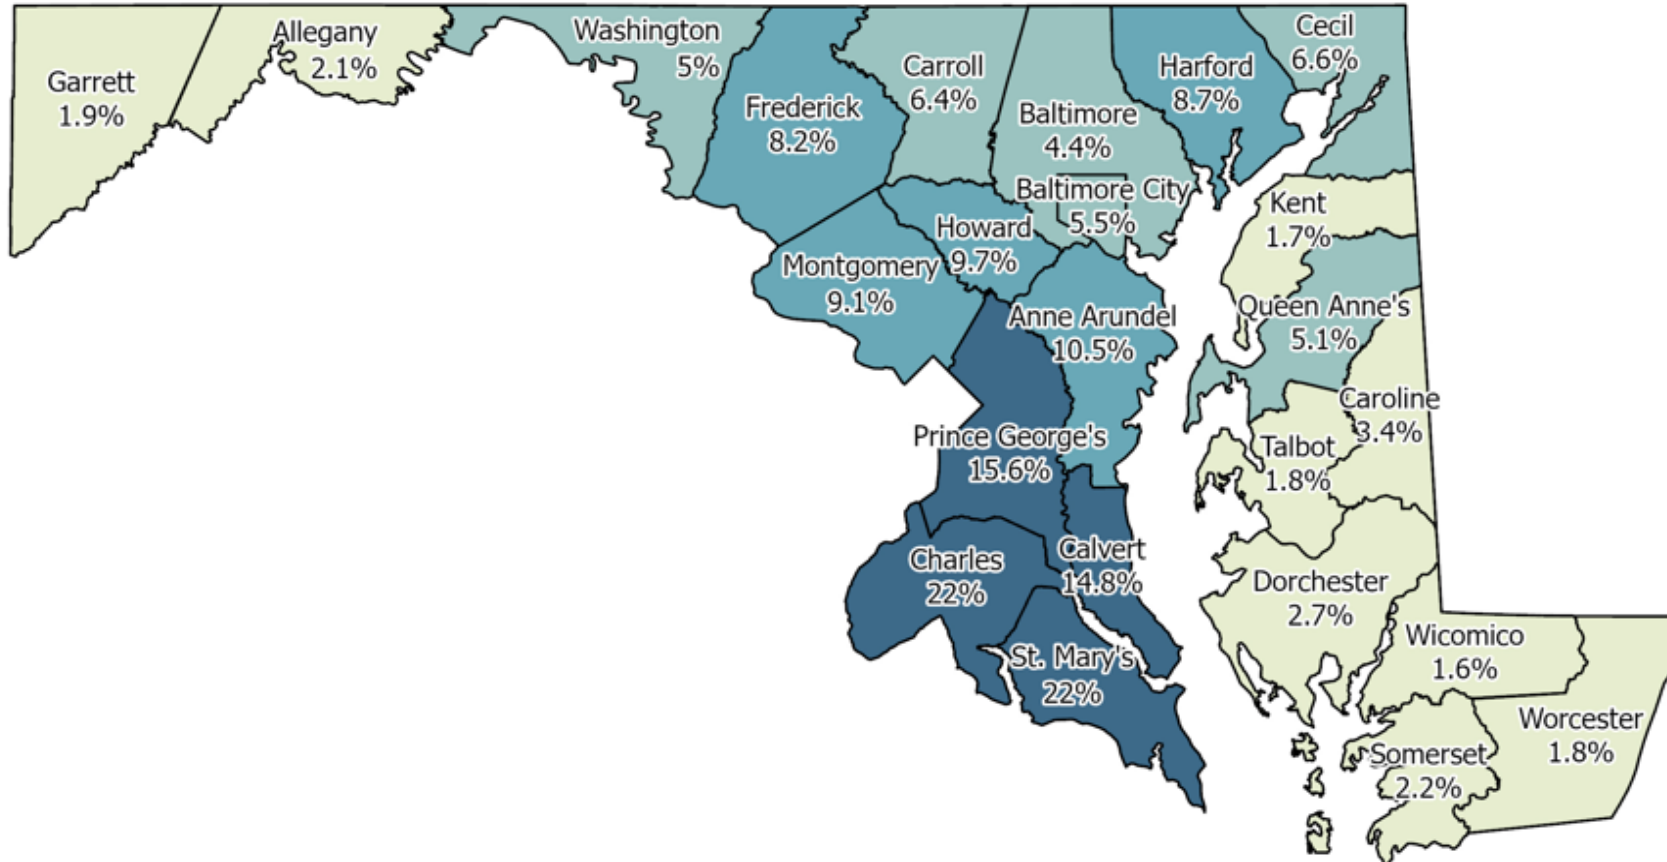 Garrett
1.9%
Allegany
2.1%
Washington
5%
Frederick
8.2%
Carroll
6.4%
Baltimore
4.4%
Baltimore City
5.5%
Harford
8.7%
Cecil
6.6%
Howard
9.7%
Montgomery
9.1%
Anne Arundel
10.5%
Kent
1.7%
Queen Anne's
5.1%
Caroline
3.4%
Talbot
1.8%
Prince George's
15.6%
Charles
22%
Calvert
14.8%
St. Mary's
22%
Dorchester
2.7%
Wicomico
1.6%
Worcester
1.8%
Somerset
2.2%